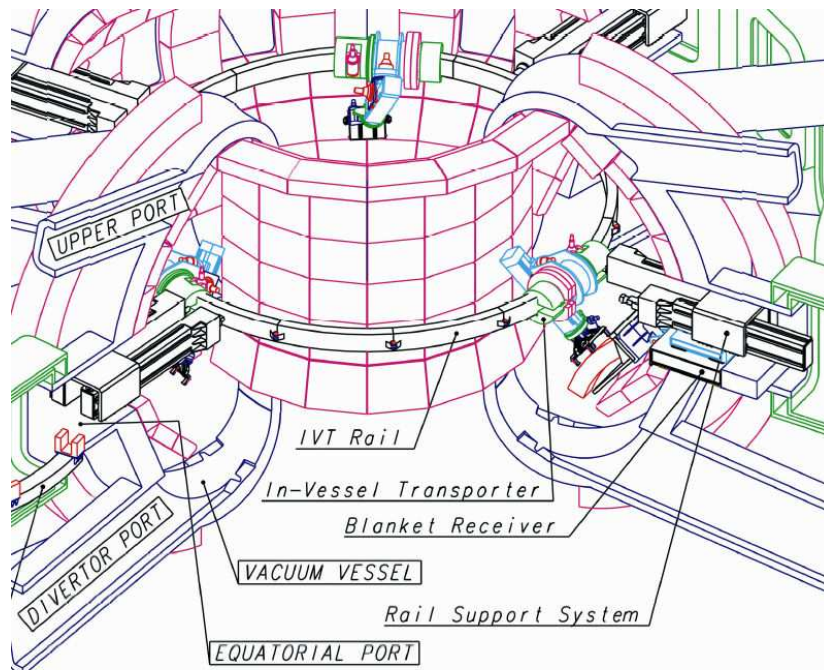 UPPER PORT
IVT Rail
In-Vessel Transporter
Blanket Receiver
DIVERTOR PORT
VACUUM VESSEL
Rail Support System
EQUATORIAL PORT